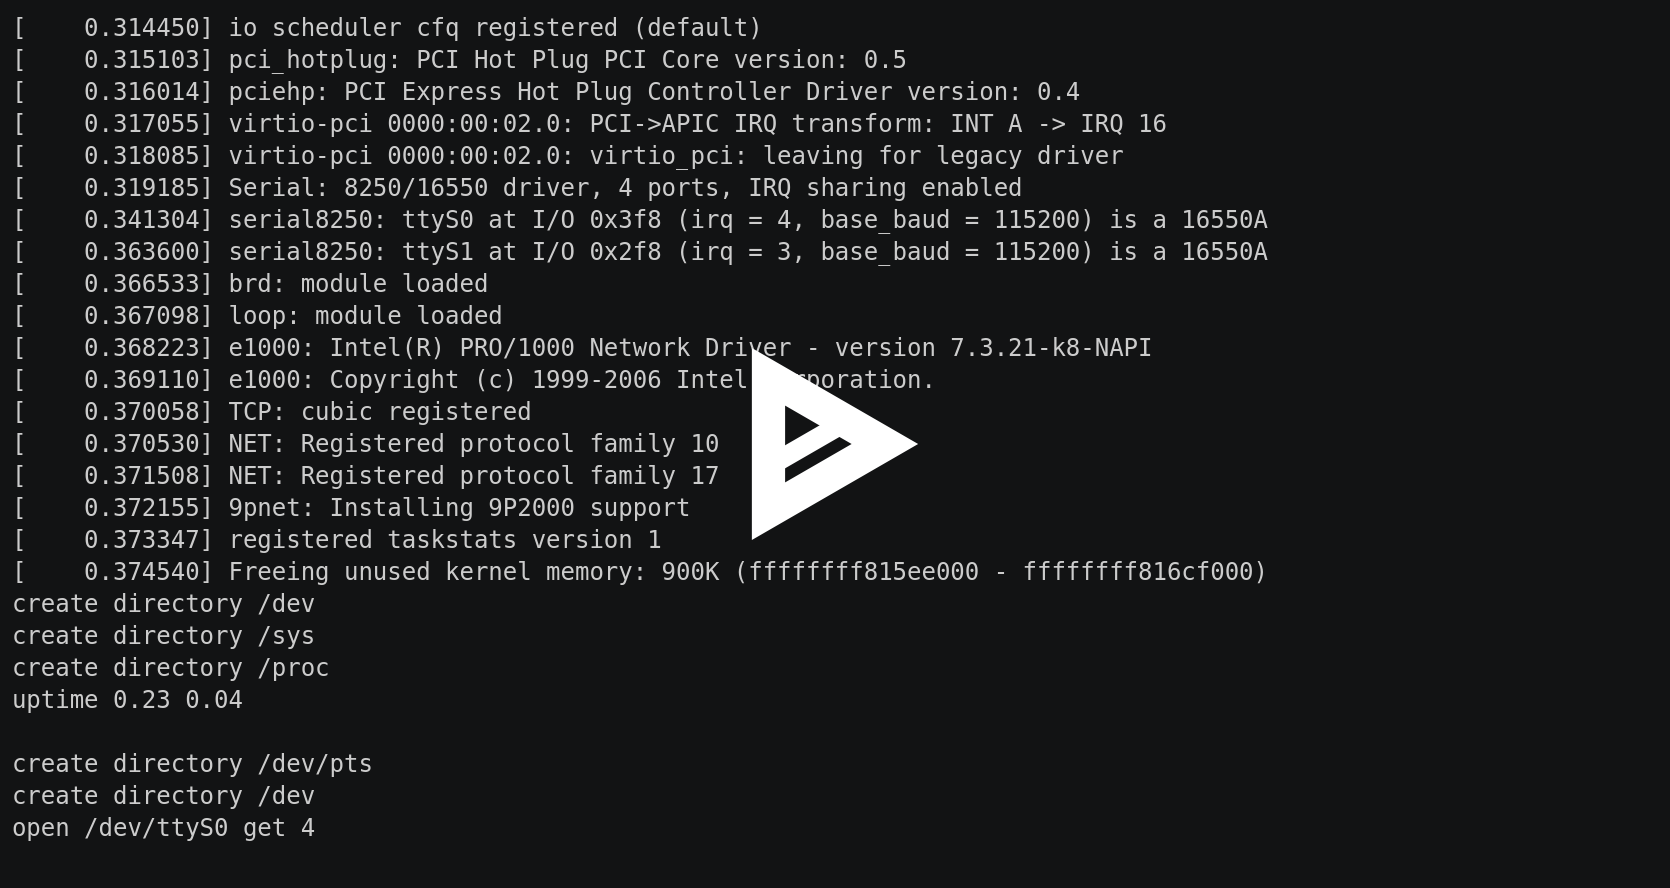 [    0.314450] io scheduler cfq registered (default)
[    0.315103] pci_hotplug: PCI Hot Plug PCI Core version: 0.5
[    0.316014] pciehp: PCI Express Hot Plug Controller Driver version: 0.4
[    0.317055] virtio-pci 0000:00:02.0: PCI->APIC IRQ transform: INT A -> IRQ 16
[    0.318085] virtio-pci 0000:00:02.0: virtio_pci: leaving for legacy driver
[    0.319185] Serial: 8250/16550 driver, 4 ports, IRQ sharing enabled
[    0.341304] serial8250: ttyS0 at I/O 0x3f8 (irq = 4, base_baud = 115200) is a 16550A
[    0.363600] serial8250: ttyS1 at I/O 0x2f8 (irq = 3, base_baud = 115200) is a 16550A
[    0.366533] brd: module loaded
[    0.367098] loop: module loaded
[    0.368223] e1000: Intel(R) PRO/1000 Network Driver - version 7.3.21-k8-NAPI
[    0.369110] e1000: Copyright (c) 1999-2006 Intel Corporation.
[    0.370058] TCP: cubic registered
[    0.370530] NET: Registered protocol family 10
[    0.371508] NET: Registered protocol family 17
[    0.372155] 9pnet: Installing 9P2000 support
[    0.373347] registered taskstats version 1
[    0.374540] Freeing unused kernel memory: 900K (ffffffff815ee000 - ffffffff816cf000)
create directory /dev
create directory /sys
create directory /proc
uptime 0.23 0.04
create directory /dev/pts
create directory /dev
open /dev/ttyS0 get 4